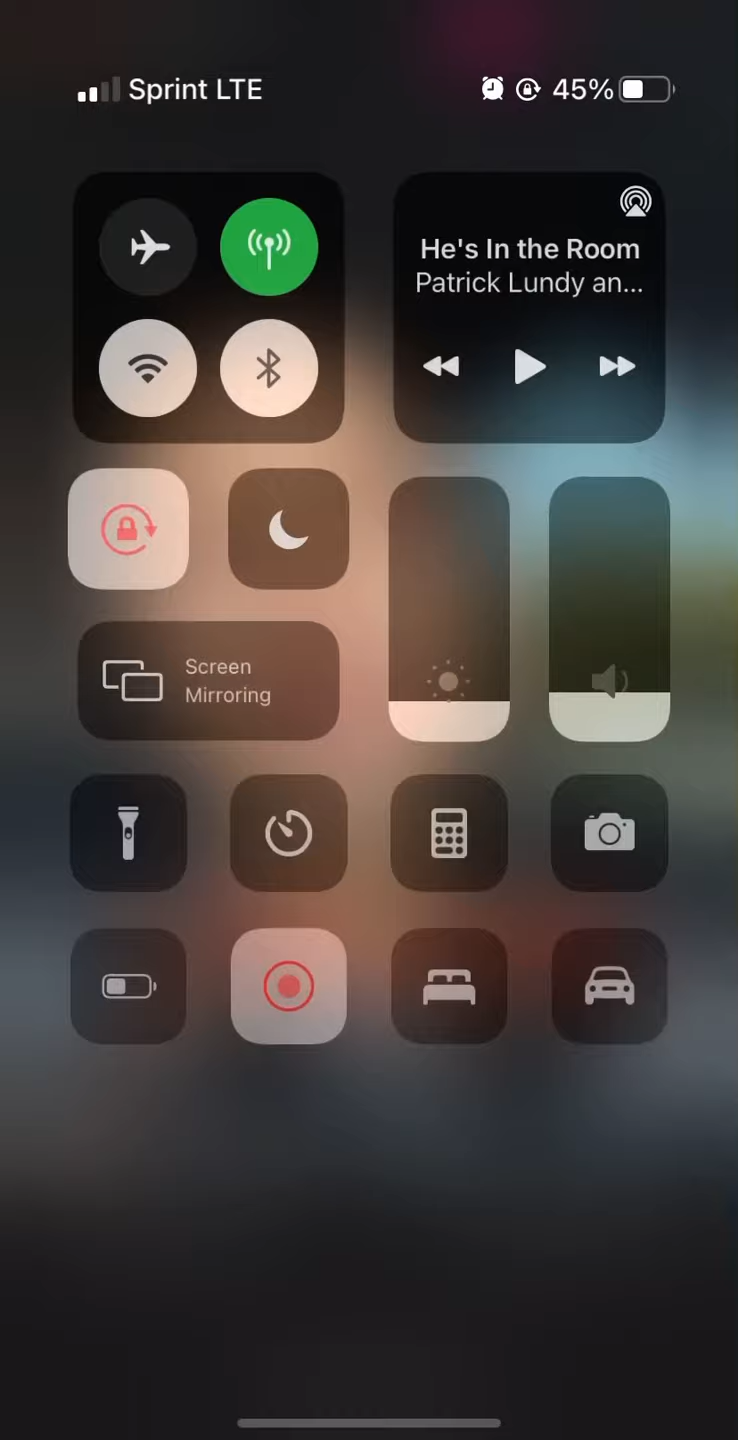 Sprint LTE
45%
He's In the Room
Patrick Lundy an...
Screen
Mirroring